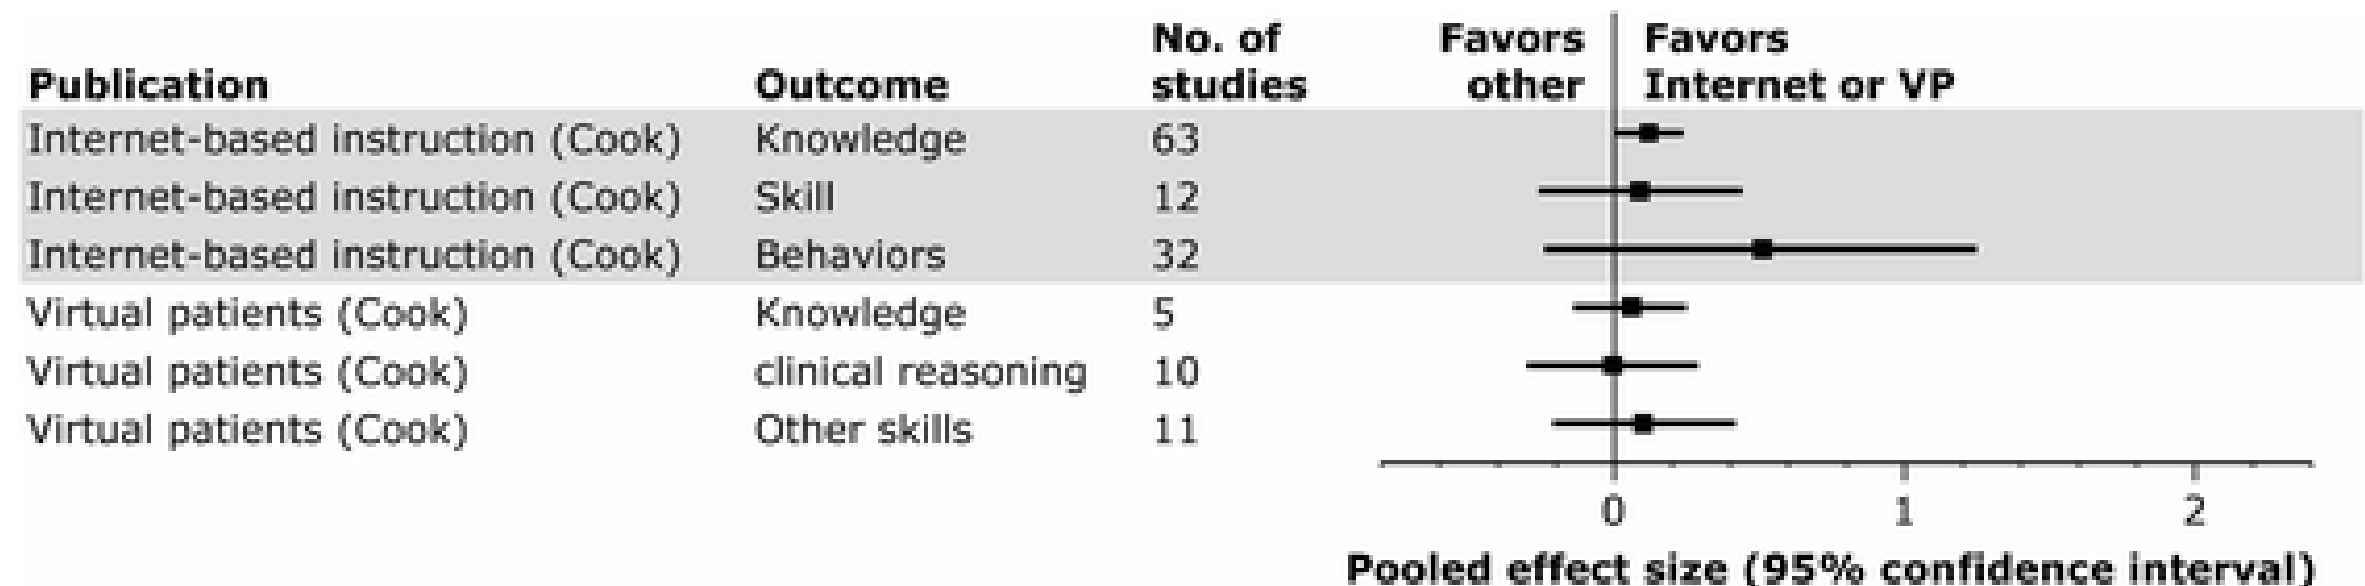 No. of Favors Favors
Publication Outcome studies other Internet or VP
Internet-based instruction (Cook) Knowledge 63
Internet-based instruction (Cook) Skill 12
Internet-based instruction (Cook) Behaviors 32
Virtual patients (Cook) Knowledge 5
Virtual patients (Cook) clinical reasoning 10
Virtual patients (Cook) Other skills 11
0 1 2
Pooled effect size (95% confidence interval)